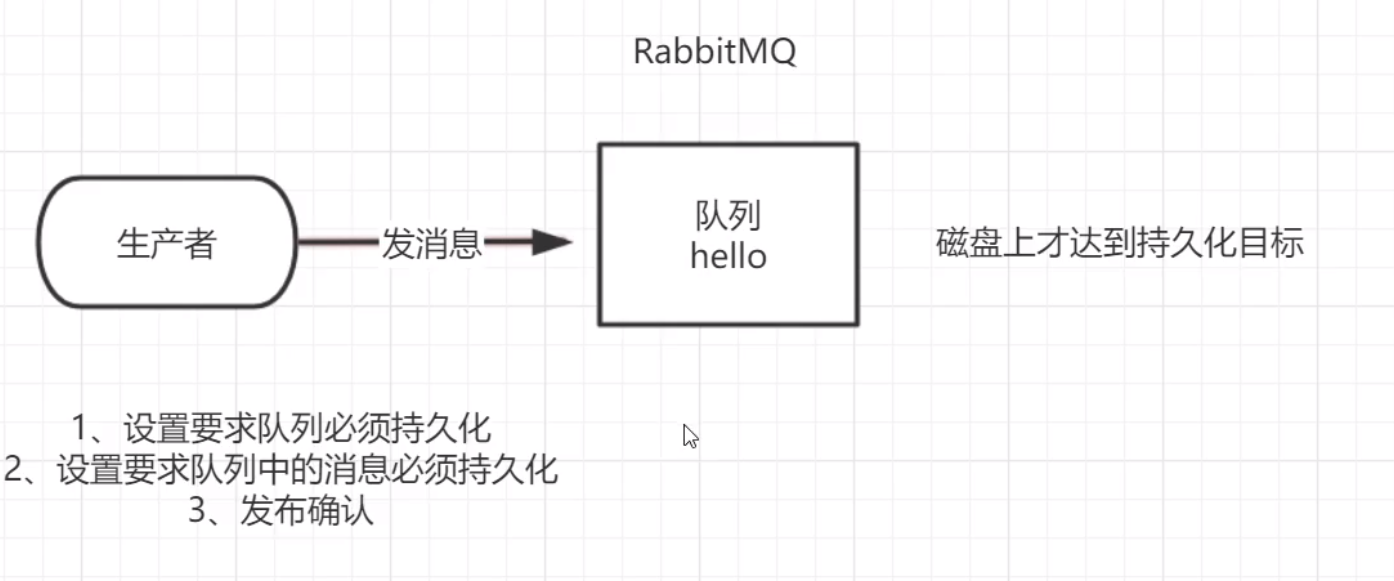 RabbitMQ
生产者
发消息
队列
hello
磁盘上才达到持久化目标
1、设置要求队列必须持久化
2、设置要求队列中的消息必须持久化
3、发布确认